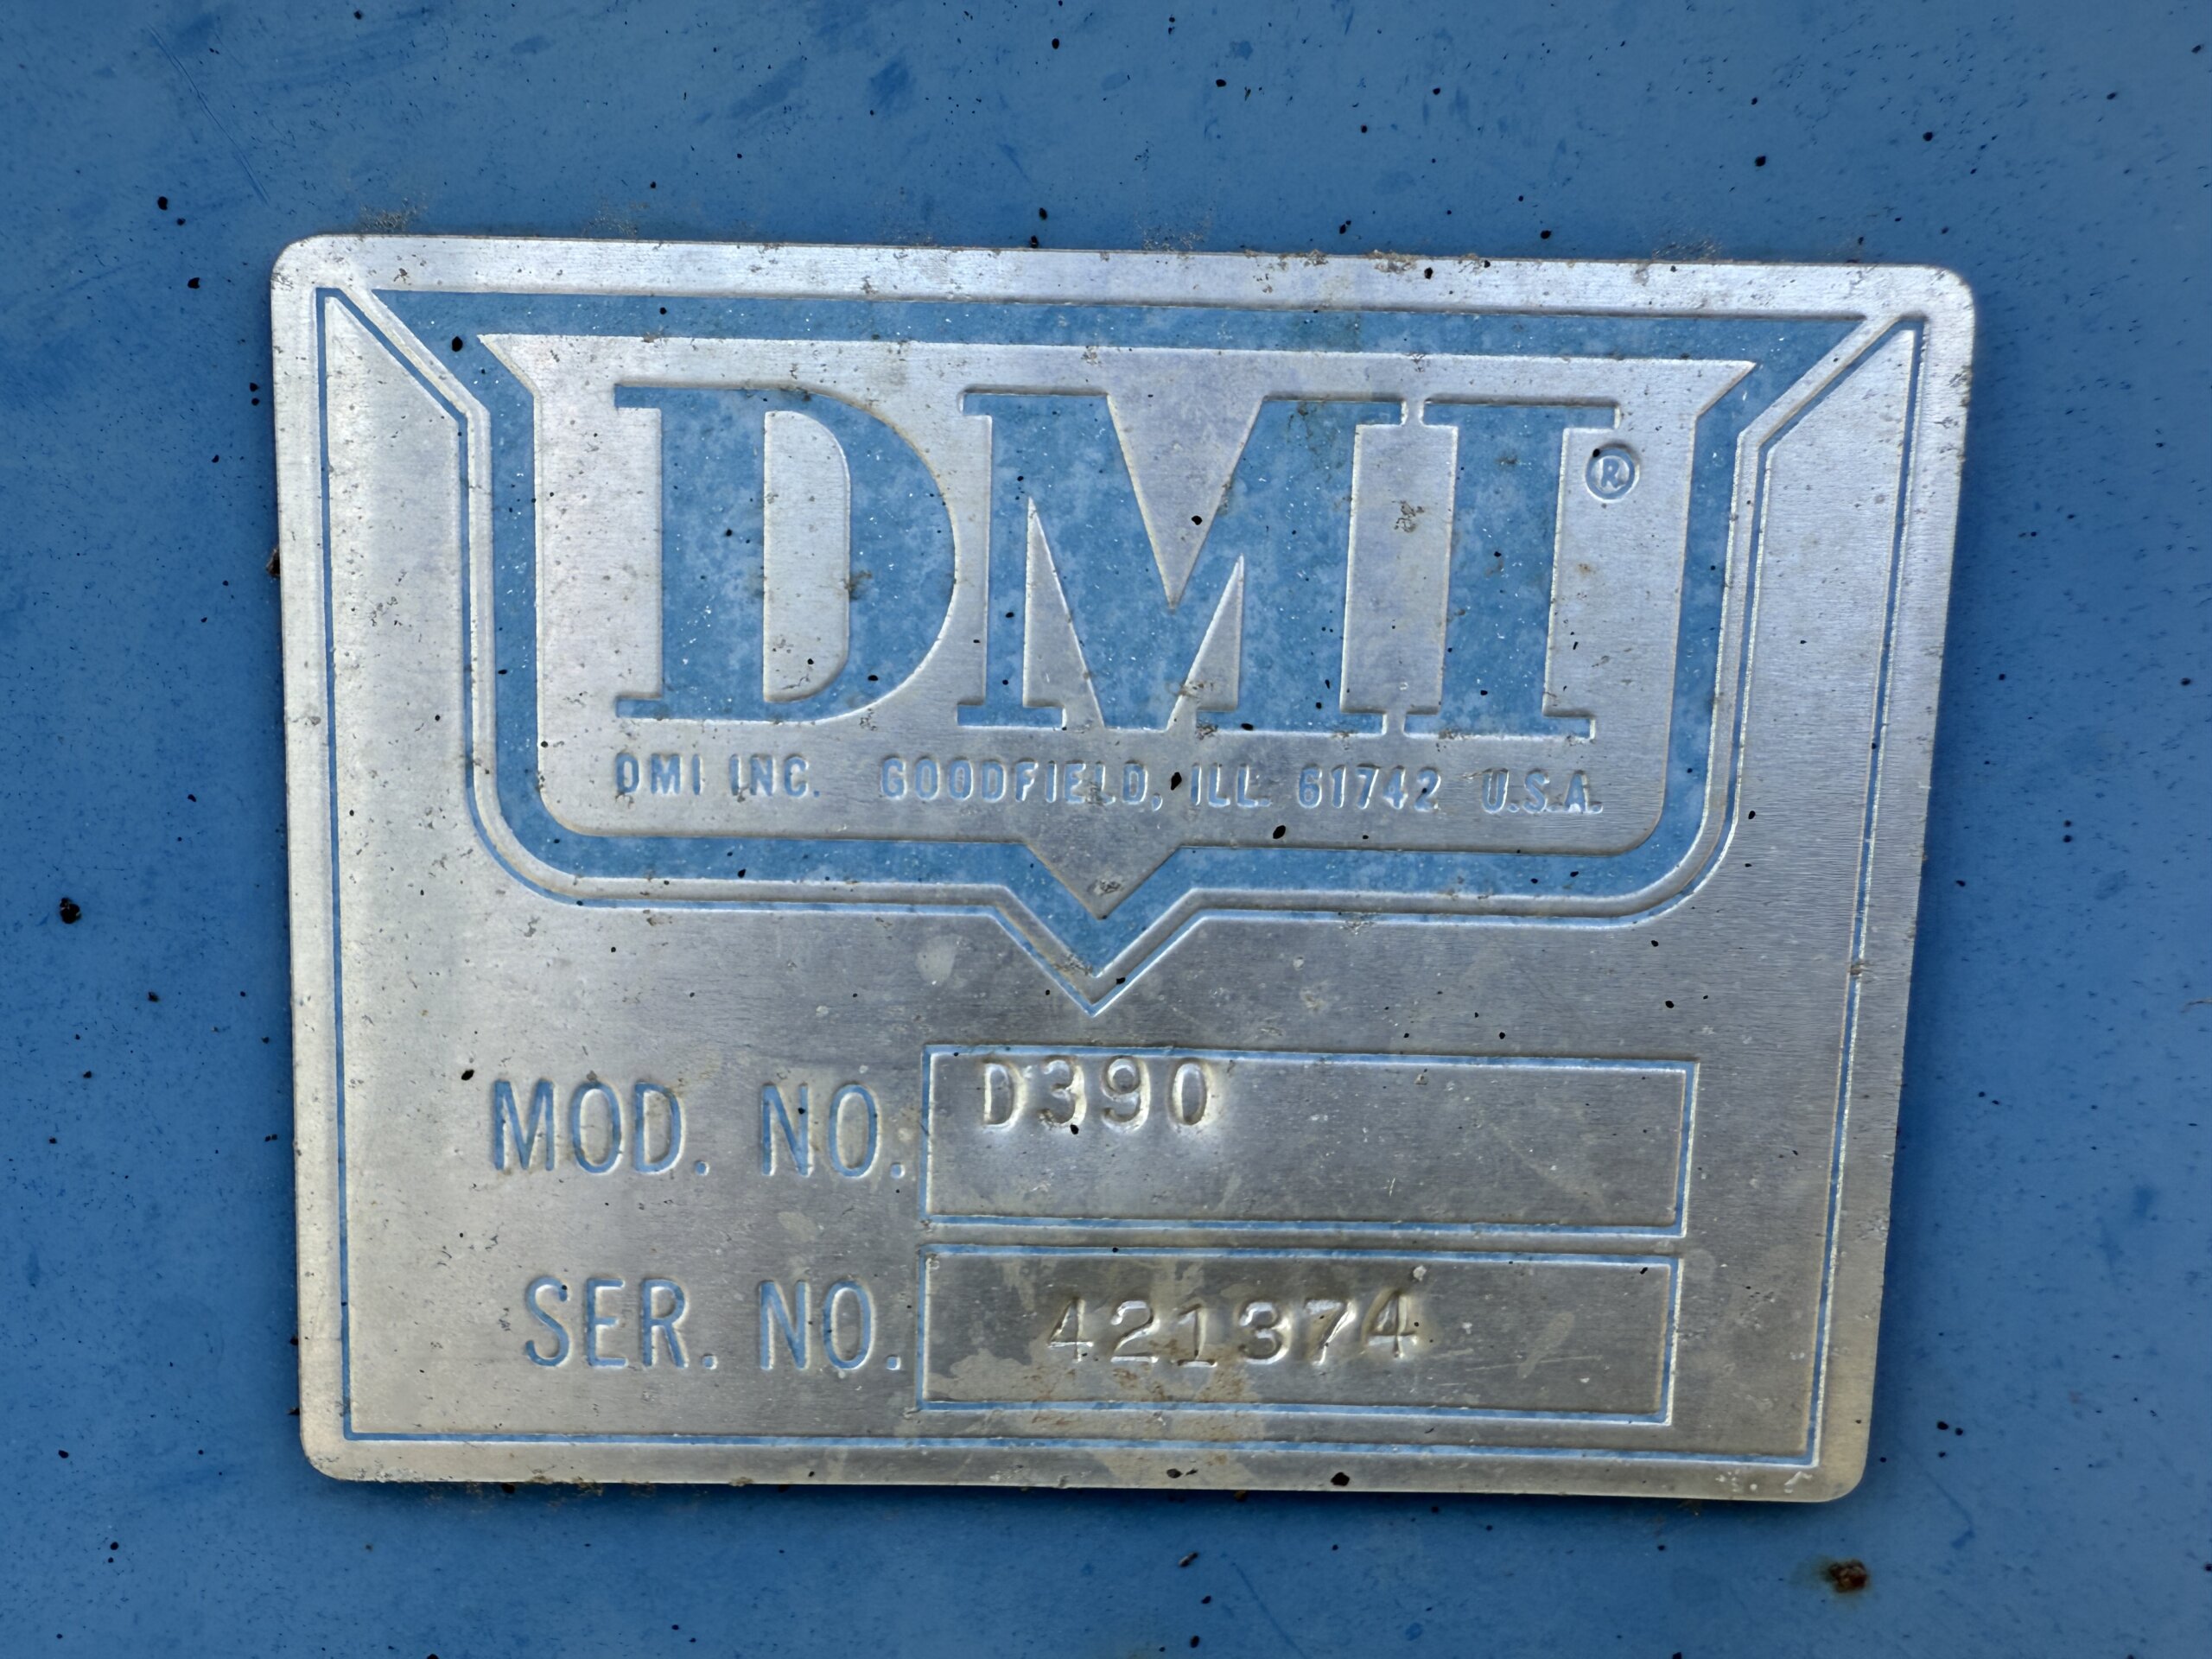 DMI®
DMI INC. GOODFIELD, ILL. 61742 U.S.A.
MOD. NO. D390
SER. NO. 421374